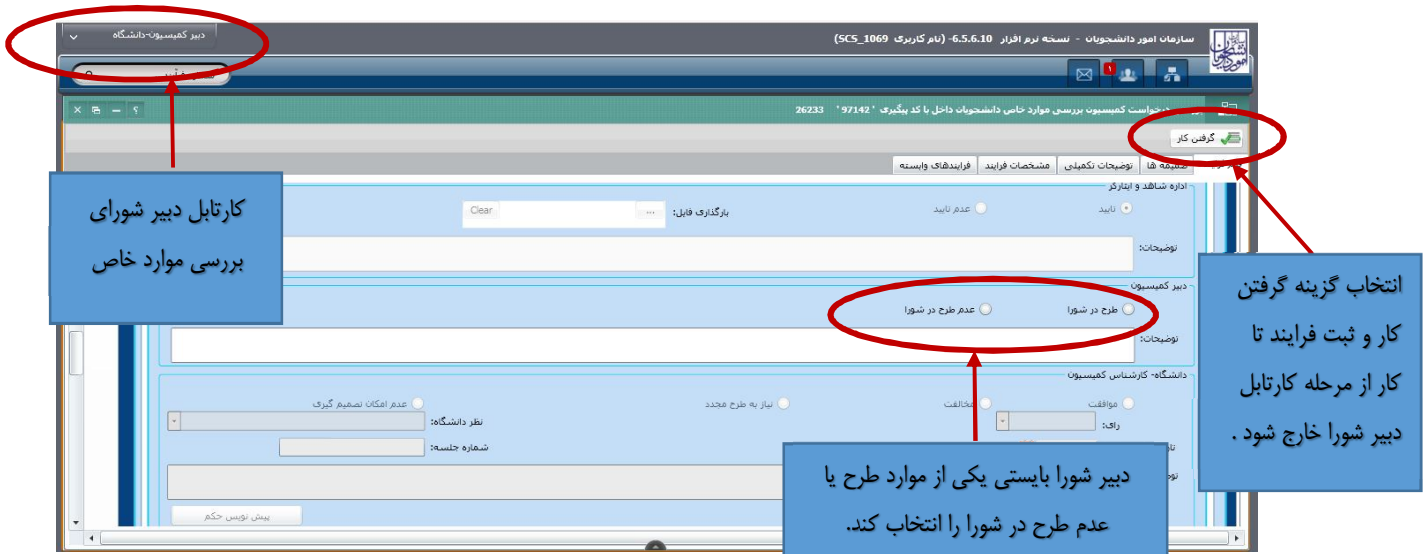 سازمان امور دانشجویان - نسخه نرم افزار 6.5.6.10- (نام کاربری SCS_1069)
دبیر کمیسیون-دانشگاه
۱
درخواست کمیسیون بررسی موارد خاص دانشجویان داخل با کد پیگیری ' 97142 ' 26233
؟
گرفتن کار
ضمیمه ها توضیحات تکمیلی مشخصات فرایند فرایندهای وابسته
اداره شاهد و ایثارگر
تایید عدم تایید بارگذاری فایل: ... Clear
توضیحات:
دبیر کمیسیون
طرح در شورا عدم طرح در شورا
توضیحات:
دانشگاه- کارشناس کمیسیون
موافقت مخالفت نیاز به طرح مجدد عدم امکان تصمیم گیری
رای: نظر دانشگاه:
شماره جلسه:
پیش نویس حکم
کارتابل دبیر شورای
بررسی موارد خاص
انتخاب گزینه گرفتن
کار و ثبت فرایند تا
کار از مرحله کارتابل
دبیر شورا خارج شود .
دبیر شورا بایستی یکی از موارد طرح یا
عدم طرح در شورا را انتخاب کند.